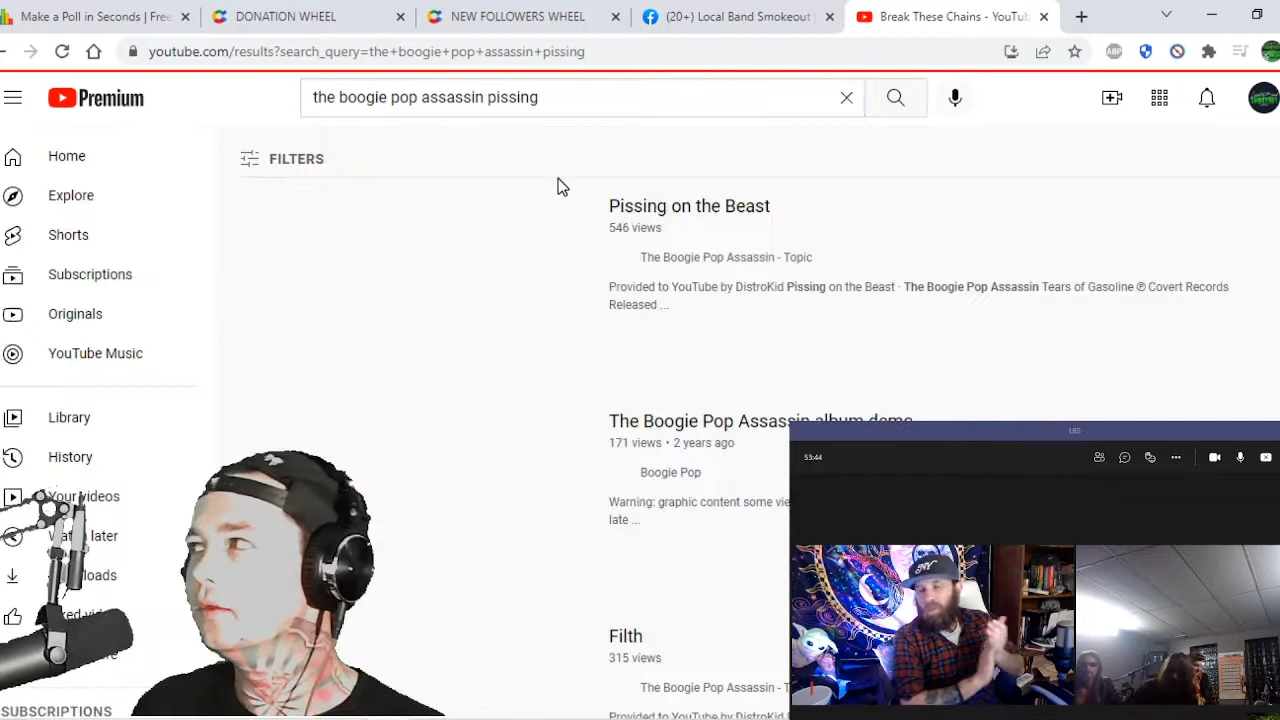 Make a Poll in Seconds | Free
DONATION WHEEL
NEW FOLLOWERS WHEEL
(20+) Local Band Smokeout
Break These Chains - YouTub
youtube.com/results?search_query=the+boogie+pop+assassin+pissing
ABP
Premium
the boogie pop assassin pissing
Home
FILTERS
Explore
Pissing on the Beast
546 views
Shorts
The Boogie Pop Assassin - Topic
Subscriptions
Provided to YouTube by DistroKid Pissing on the Beast · The Boogie Pop Assassin Tears of Gasoline ℗ Covert Records
Released ...
Originals
YouTube Music
Library
The Boogie Pop Assassin album demo
171 views • 2 years ago
LBS
53:44
History
Boogie Pop
Your videos
Warning: graphic content some
late ...
later
Filth
315 views
The Boogie Pop Assassin
Provided to YouTube by DistroKid
SUBSCRIPTIONS